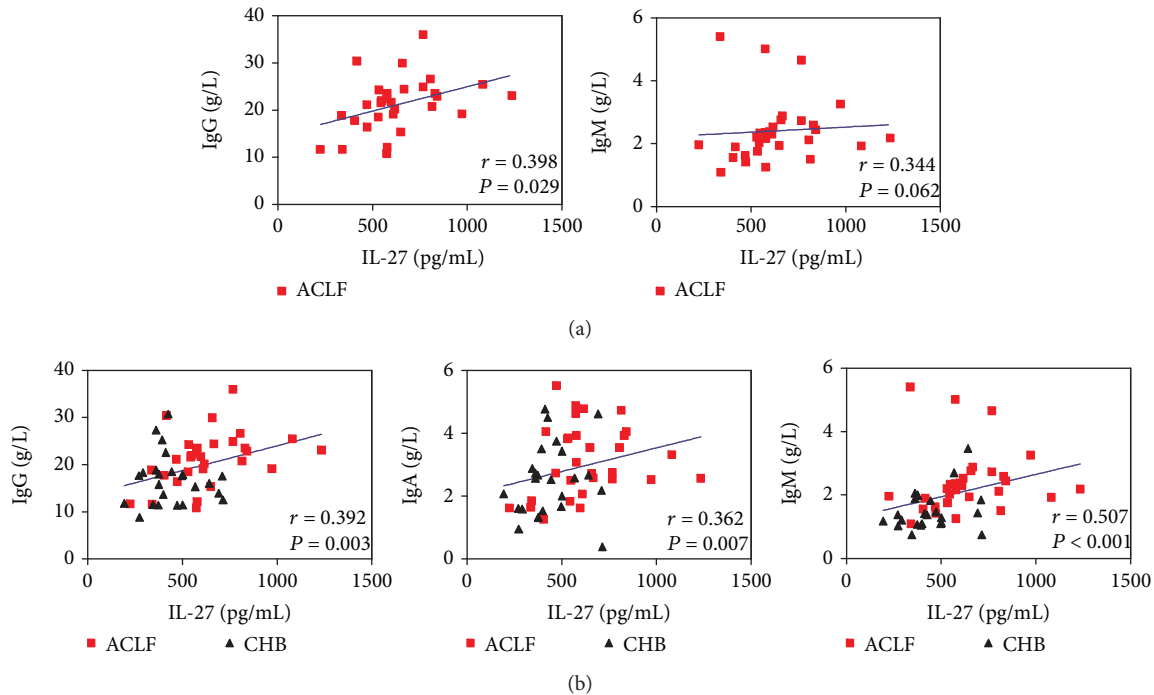 IgG (g/L)
40
30
20
10
0
r = 0.398
P = 0.029
0 500 1000 1500
IL-27 (pg/mL)
ACLF
IgM (g/L)
6
4
2
0
r = 0.344
P = 0.062
0 500 1000 1500
IL-27 (pg/mL)
ACLF
(a)
IgG (g/L)
40
30
20
10
0
r = 0.392
P = 0.003
0 500 1000 1500
IL-27 (pg/mL)
ACLF CHB
IgA (g/L)
6
4
2
0
r = 0.362
P = 0.007
0 500 1000 1500
IL-27 (pg/mL)
ACLF CHB
IgM (g/L)
6
4
2
0
r = 0.507
P < 0.001
0 500 1000 1500
IL-27 (pg/mL)
ACLF CHB
(b)